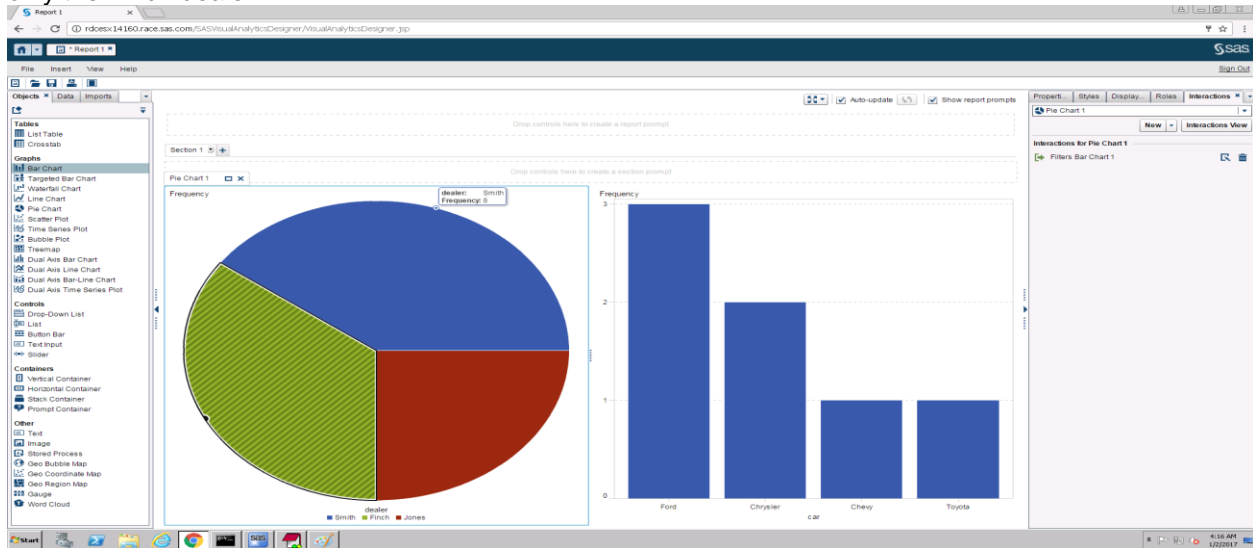 Report 1
rdcesx14160.race.sas.com/SASVisualAnalyticsDesigner/VisualAnalyticsDesigner.jsp
* Report 1
sas
File Insert View Help
Sign Out
Objects Data Imports
Auto-update
Show report prompts
Properti... Styles Display... Roles Interactions
Pie Chart 1
New Interactions View
Interactions for Pie Chart 1
Filters Bar Chart 1
Tables
List Table
Crosstab
Graphs
Bar Chart
Targeted Bar Chart
Waterfall Chart
Line Chart
Pie Chart
Scatter Plot
Time Series Plot
Bubble Plot
Treemap
Dual Axis Bar Chart
Dual Axis Line Chart
Dual Axis Bar-Line Chart
Dual Axis Time Series Plot
Controls
Drop-Down List
List
Button Bar
Text Input
Slider
Containers
Vertical Container
Horizontal Container
Stack Container
Prompt Container
Other
Text
Image
Stored Process
Geo Bubble Map
Geo Coordinate Map
Geo Region Map
Gauge
Word Cloud
Drop controls here to create a report prompt
Section 1
Drop controls here to create a section prompt
Pie Chart 1
Frequency
dealer: Smith
Frequency: 8
dealer
Smith Finch Jones
Frequency
3
2
1
0
Ford Chrysler Chevy Toyota
car
Start
SAS
4:16 AM
1/2/2017